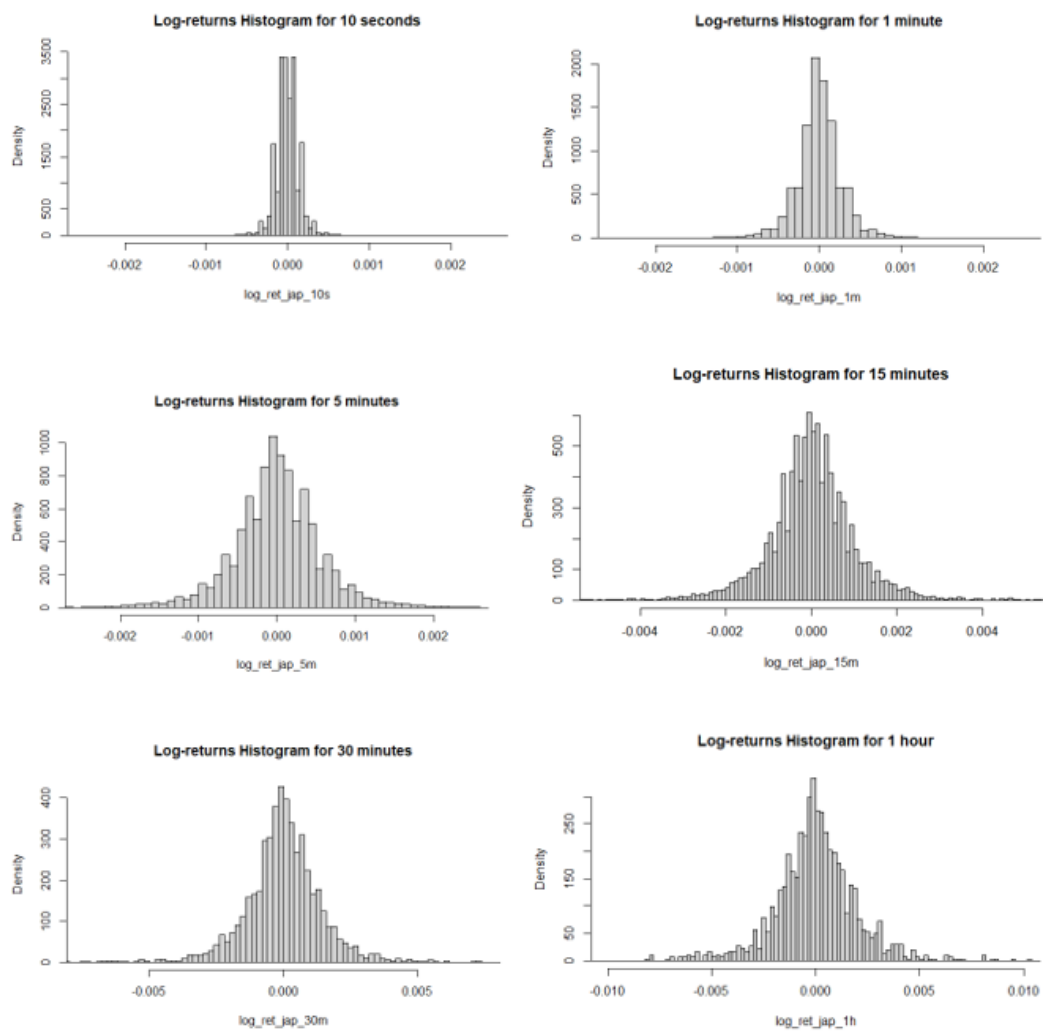 Log-returns Histogram for 10 seconds
Density
0 500 1500 2500 3500
-0.002 -0.001 0.000 0.001 0.002
log_ret_jap_10s
Log-returns Histogram for 1 minute
Density
0 500 1000 1500 2000
-0.002 -0.001 0.000 0.001 0.002
log_ret_jap_1m
Log-returns Histogram for 5 minutes
Density
0 200 400 600 800 1000
-0.002 -0.001 0.000 0.001 0.002
log_ret_jap_5m
Log-returns Histogram for 15 minutes
Density
0 100 300 500
-0.004 -0.002 0.000 0.002 0.004
log_ret_jap_15m
Log-returns Histogram for 30 minutes
Density
0 100 200 300 400
-0.005 0.000 0.005
log_ret_jap_30m
Log-returns Histogram for 1 hour
Density
0 50 150 250
-0.010 -0.005 0.000 0.005 0.010
log_ret_jap_1h